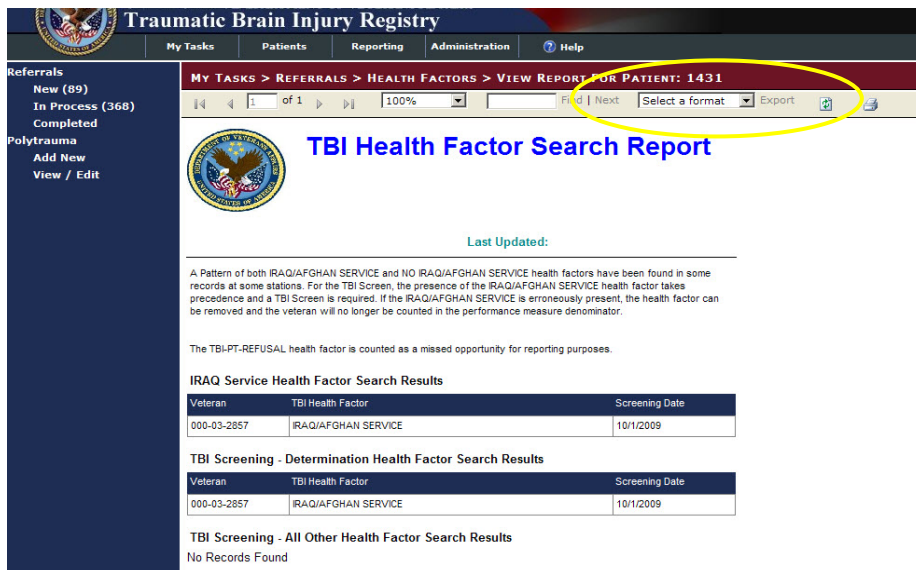 Traumatic Brain Injury Registry
My Tasks Patients Reporting Administration ? Help
Referrals
New (89)
In Process (368)
Completed
Polytrauma
Add New
View / Edit
MY TASKS > REFERRALS > HEALTH FACTORS > VIEW REPORT FOR PATIENT: 1431
1 of 1 100% Find | Next Select a format Export
TBI Health Factor Search Report
Last Updated:
A Pattern of both IRAQ/AFGHAN SERVICE and NO IRAQ/AFGHAN SERVICE health factors have been found in some
records at some stations. For the TBI Screen, the presence of the IRAQ/AFGHAN SERVICE health factor takes
precedence and a TBI Screen is required. If the IRAQ/AFGHAN SERVICE is erroneously present, the health factor can
be removed and the veteran will no longer be counted in the performance measure denominator.
The TBI-PT-REFUSAL health factor is counted as a missed opportunity for reporting purposes.
IRAQ Service Health Factor Search Results
Veteran TBI Health Factor Screening Date
000-03-2857 IRAQ/AFGHAN SERVICE 10/1/2009
TBI Screening - Determination Health Factor Search Results
Veteran TBI Health Factor Screening Date
000-03-2857 IRAQ/AFGHAN SERVICE 10/1/2009
TBI Screening - All Other Health Factor Search Results
No Records Found